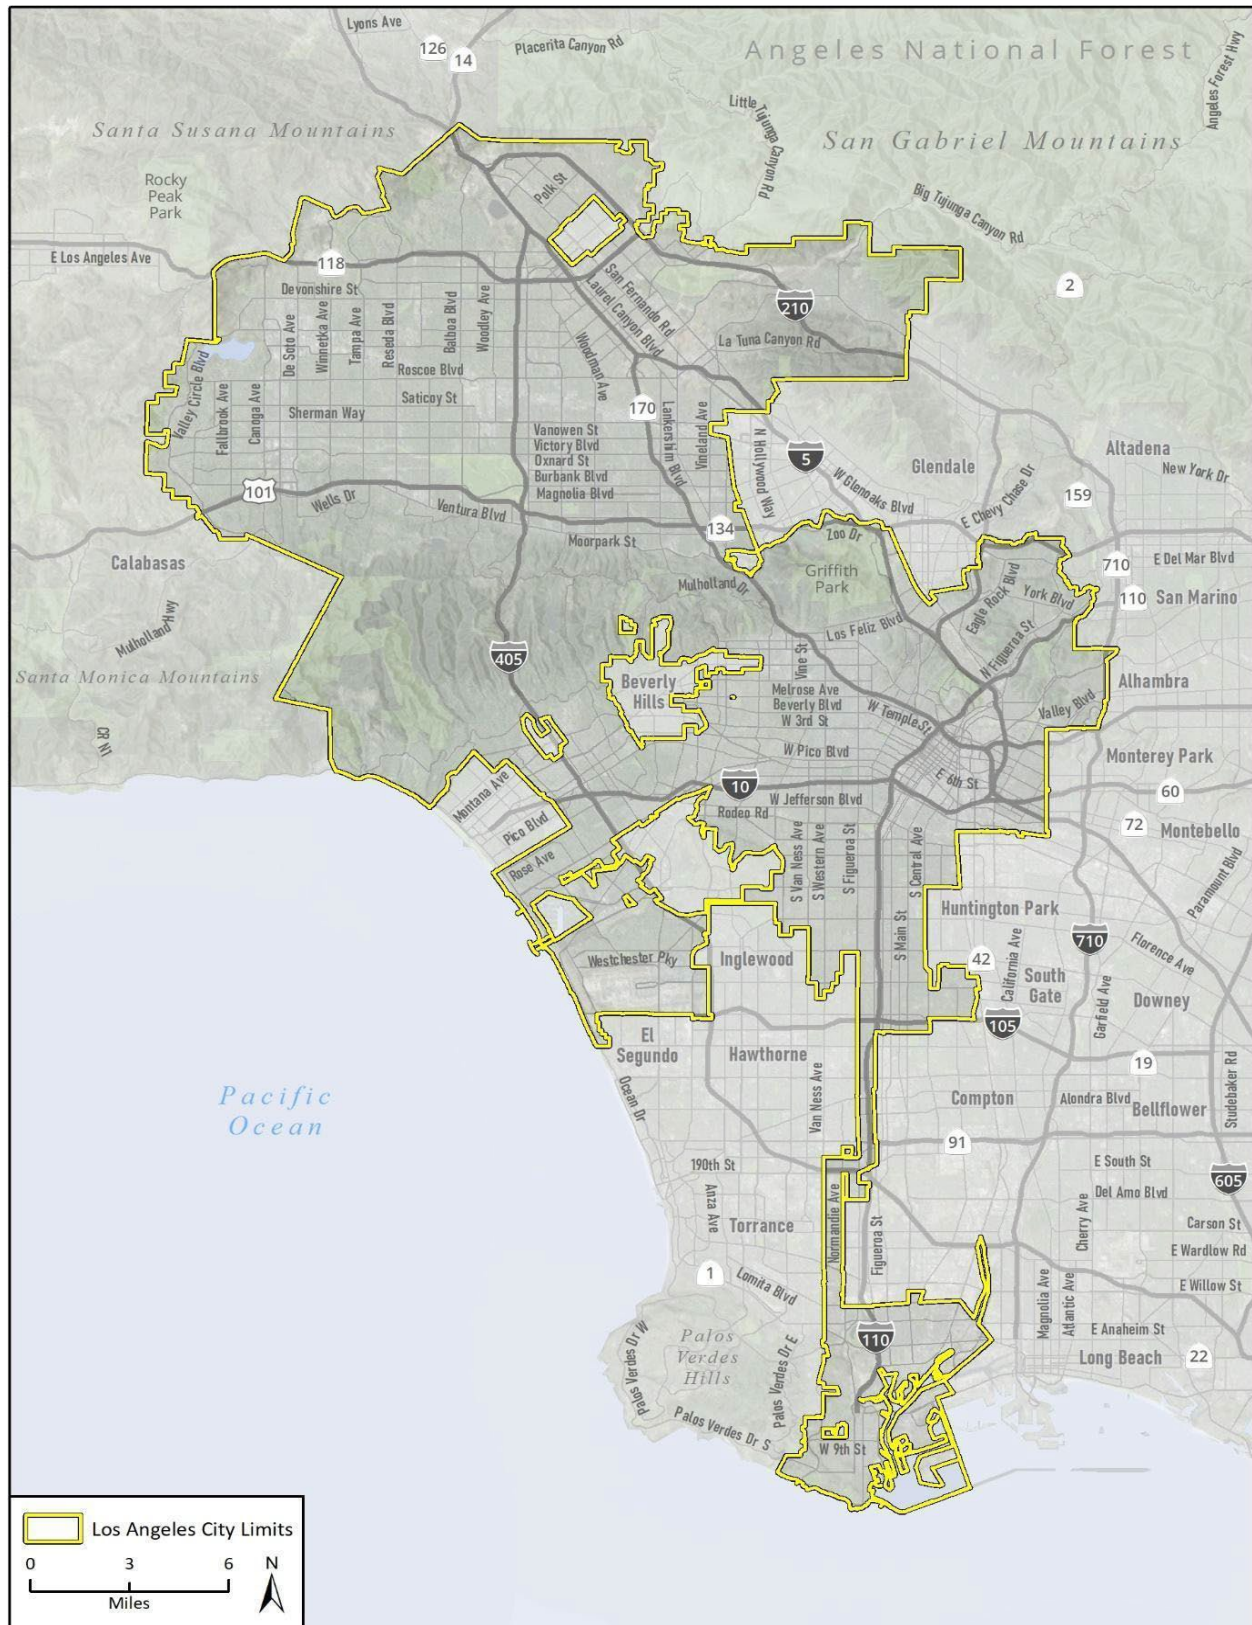 Lyons Ave
126
14
Placerita Canyon Rd
Angeles National Forest
Angeles Forest Hwy
Little Tujunga
Canyon Rd
Santa Susana Mountains
San Gabriel Mountains
Rocky
Peak
Park
Polk St
Big Tujunga Canyon Rd
E Los Angeles Ave
118
Devonshire St
San Fernando Rd
Laurel Canyon Blvd
210
2
De Soto Ave
Winnetka Ave
Tampa Ave
Reseda Blvd
Balboa Blvd
Woodley Ave
Woodman Ave
La Tuna Canyon Rd
Valley Circle Blvd
Roscoe Blvd
Fallbrook Ave
Canoga Ave
Saticoy St
Sherman Way
170
Lankershim Blvd
Vineland Ave
N Hollywood Way
Vanowen St
Victory Blvd
Oxnard St
Burbank Blvd
Magnolia Blvd
5
W Glenoaks Blvd
Glendale
E Chevy Chase Dr
Altadena
New York Dr
159
101
Wells Dr
Ventura Blvd
134
Moorpark St
Zoo Dr
Calabasas
Mulholland Dr
Griffith
Park
Eagle Rock Blvd
York Blvd
710
E Del Mar Blvd
110
San Marino
Mulholland Hwy
Los Feliz Blvd
N Figueroa St
Santa Monica Mountains
405
Beverly
Hills
Vine St
Melrose Ave
Beverly Blvd
W 3rd St
W Temple St
Valley Blvd
Alhambra
CR N1
W Pico Blvd
E 6th St
Monterey Park
Montana Ave
10
W Jefferson Blvd
Rodeo Rd
60
72
Montebello
Pico Blvd
Rose Ave
S Van Ness Ave
S Western Ave
S Figueroa St
S Central Ave
S Main St
Paramount Blvd
Huntington Park
710
Florence Ave
Westchester Pky
Inglewood
42
California Ave
South
Gate
Garfield Ave
Downey
El
Segundo
Hawthorne
105
19
Studebaker Rd
Ocean Dr
Van Ness Ave
Compton
Alondra Blvd
Bellflower
Pacific
Ocean
91
190th St
E South St
605
Anza Ave
Normandie Ave
Del Amo Blvd
Torrance
Figueroa St
Cherry Ave
Carson St
E Wardlow Rd
1
Lomita Blvd
Magnolia Ave
Atlantic Ave
E Willow St
110
E Anaheim St
Palos Verdes Dr W
Palos
Verdes
Hills
Palos Verdes Dr E
Long Beach
22
Palos Verdes Dr S
W 9th St
Los Angeles City Limits
0 3 6
Miles
N